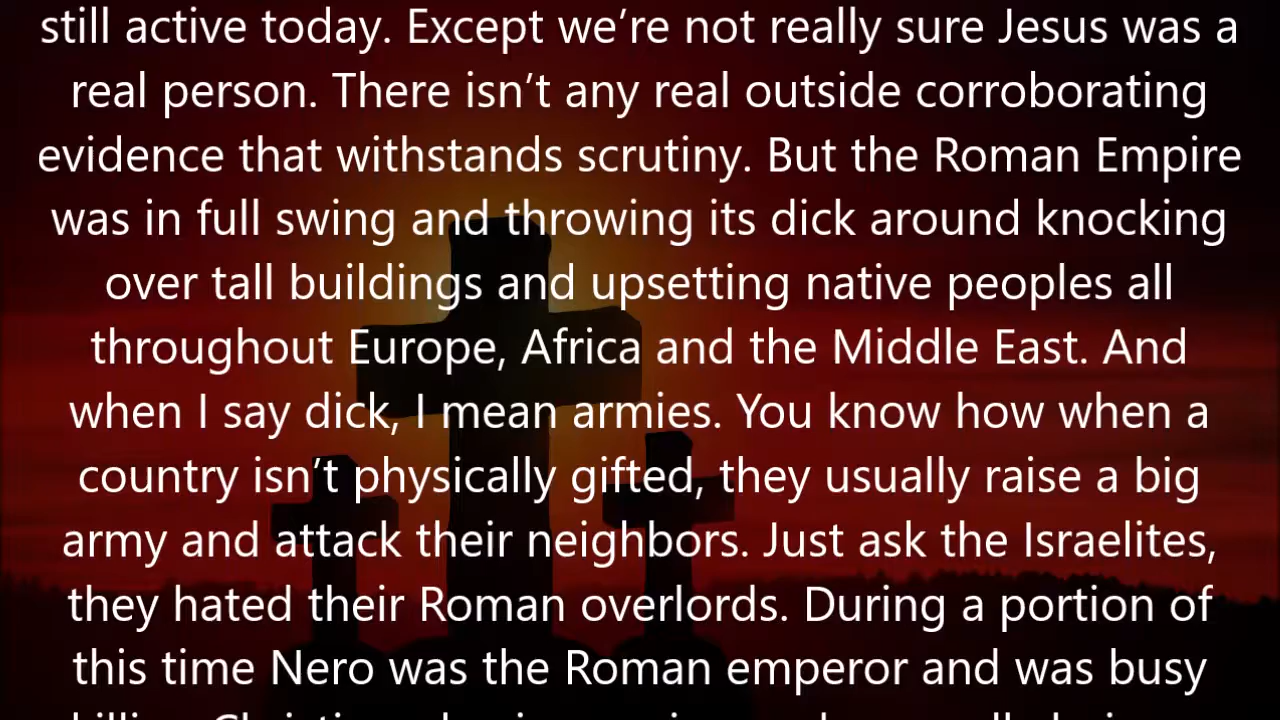 still active today. Except we’re not really sure Jesus was a
real person. There isn’t any real outside corroborating
evidence that withstands scrutiny. But the Roman Empire
was in full swing and throwing its dick around knocking
over tall buildings and upsetting native peoples all
throughout Europe, Africa and the Middle East. And
when I say dick, I mean armies. You know how when a
country isn’t physically gifted, they usually raise a big
army and attack their neighbors. Just ask the Israelites,
they hated their Roman overlords. During a portion of
this time Nero was the Roman emperor and was busy